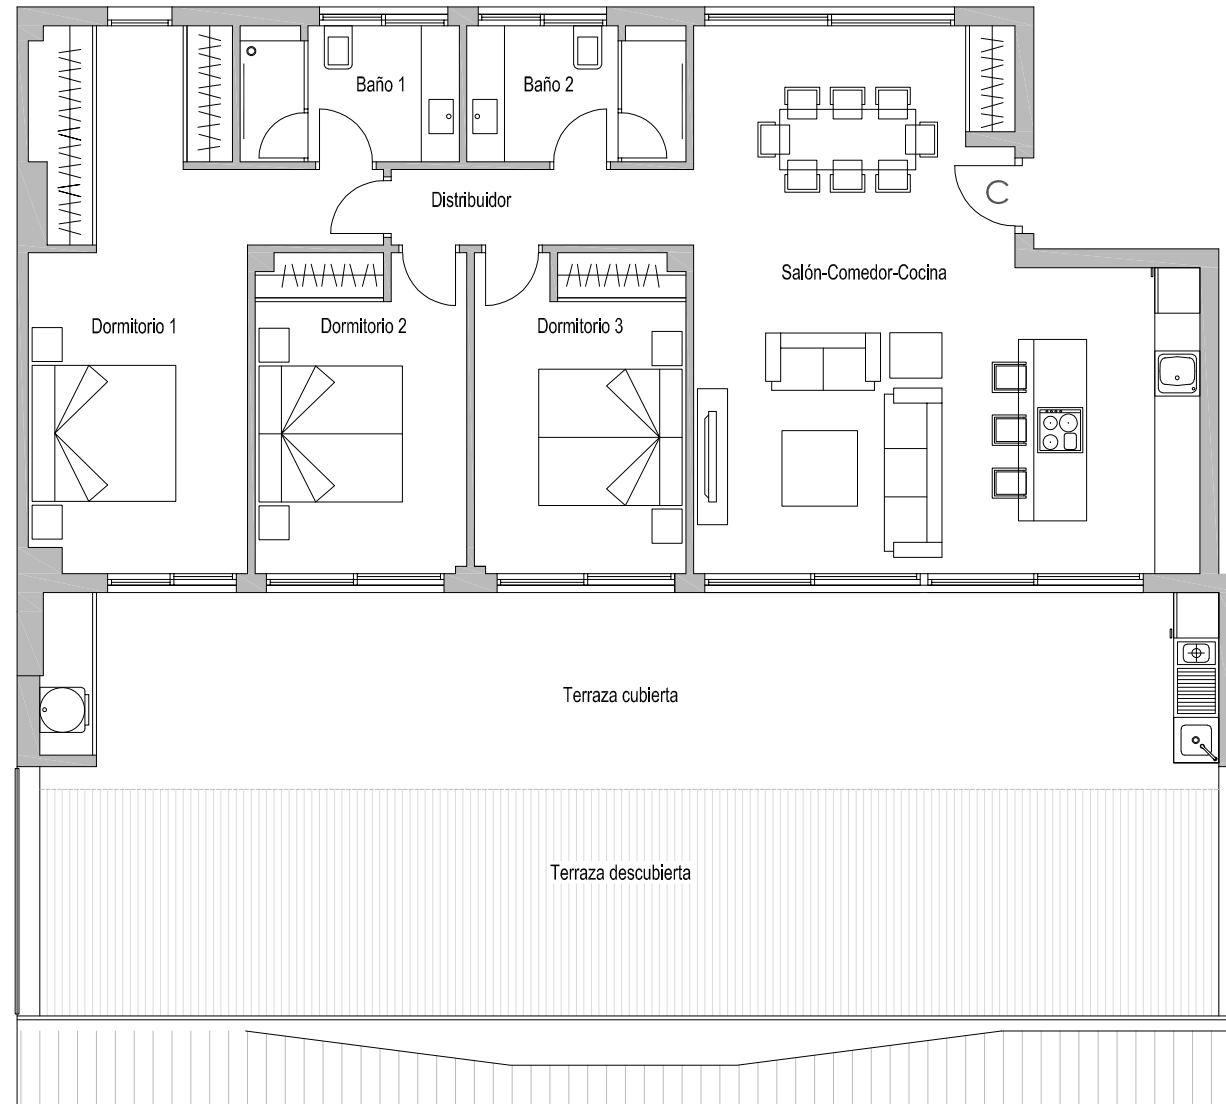 Baño 1
Baño 2
Distribuidor
C
Salón-Comedor-Cocina
Dormitorio 1
Dormitorio 2
Dormitorio 3
Terraza cubierta
Terraza descubierta